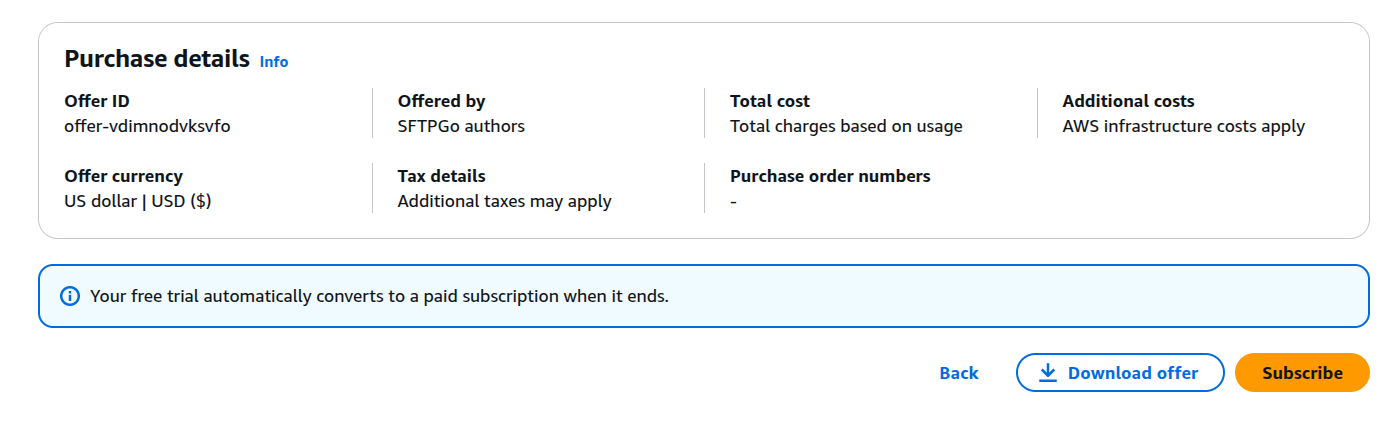 Purchase details Info
Offer ID
offer-vdimnodvksvfo
Offered by
SFTPGo authors
Total cost
Total charges based on usage
Additional costs
AWS infrastructure costs apply
Offer currency
US dollar | USD ($)
Tax details
Additional taxes may apply
Purchase order numbers
-
Your free trial automatically converts to a paid subscription when it ends.
Back
Download offer
Subscribe